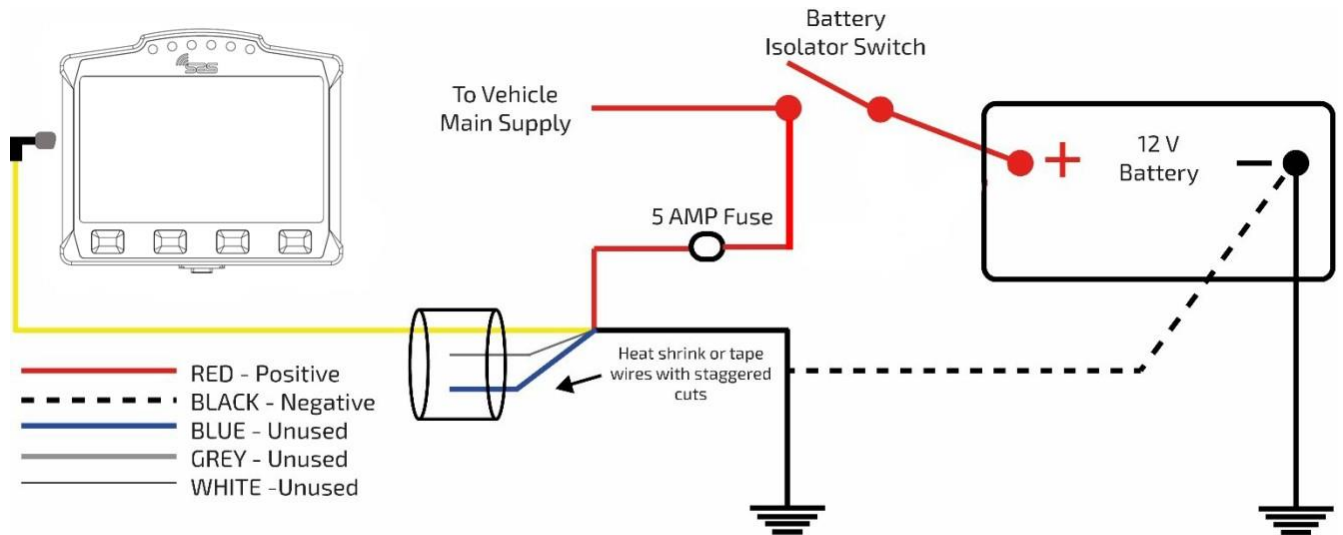 Battery
Isolator Switch
S2S
To Vehicle
Main Supply
12 V
Battery
+
—
5 AMP Fuse
Heat shrink or tape
wires with staggered
cuts
RED - Positive
BLACK - Negative
BLUE - Unused
GREY - Unused
WHITE -Unused